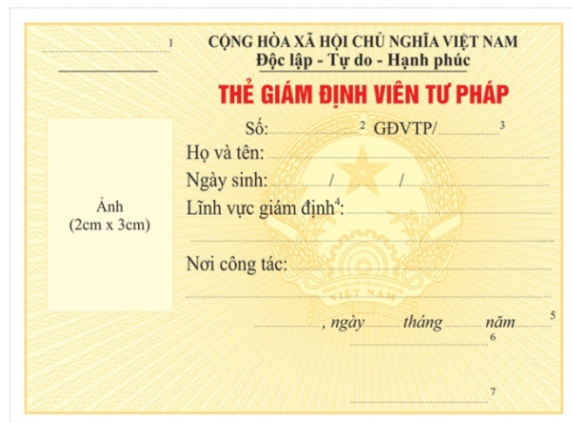 1 CỘNG HÒA XÃ HỘI CHỦ NGHĨA VIỆT NAM
Độc lập - Tự do - Hạnh phúc
THẺ GIÁM ĐỊNH VIÊN TƯ PHÁP
Số: 2 GĐVTP/ 3
Họ và tên:
Ngày sinh: / /
Lĩnh vực giám định4:
Ảnh
(2cm x 3cm)
Nơi công tác:
VIỆT NAM
, ngày tháng năm 5
6
7